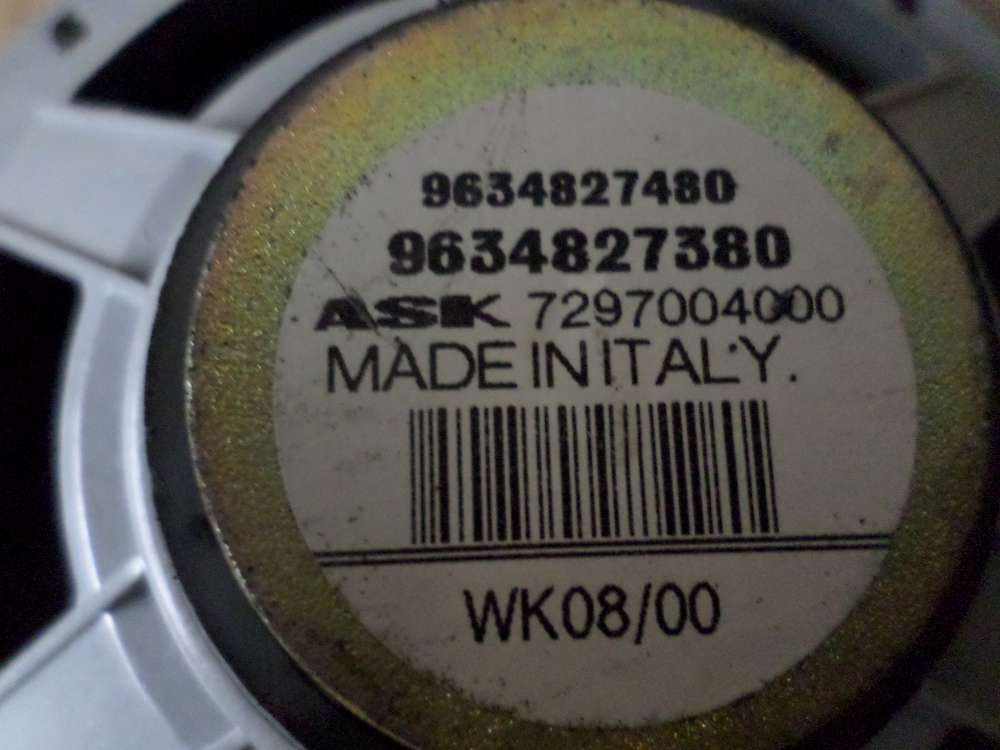 9634827480
9634827380
ASK 7297004000
MADE IN ITALY.
WK08/00